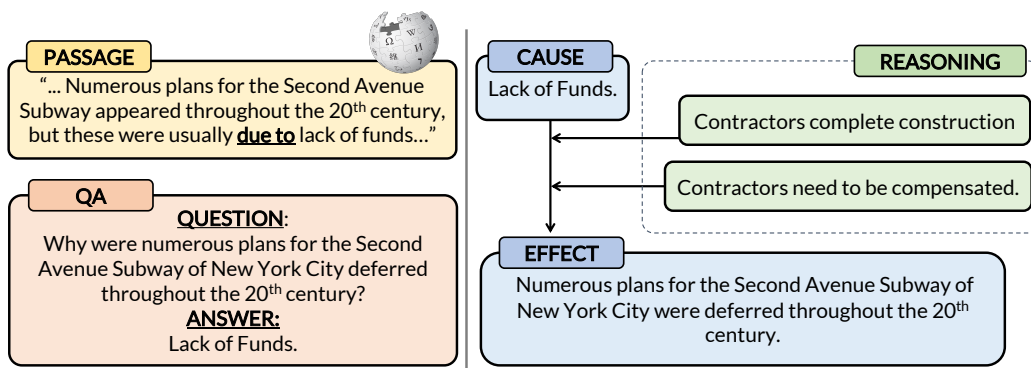 PASSAGE
“... Numerous plans for the Second Avenue
Subway appeared throughout the 20th century,
but these were usually due to lack of funds...”
QA
QUESTION:
Why were numerous plans for the Second
Avenue Subway of New York City deferred
throughout the 20th century?
ANSWER:
Lack of Funds.
CAUSE
Lack of Funds.
REASONING
Contractors complete construction
Contractors need to be compensated.
EFFECT
Numerous plans for the Second Avenue Subway of
New York City were deferred throughout the 20th
century.